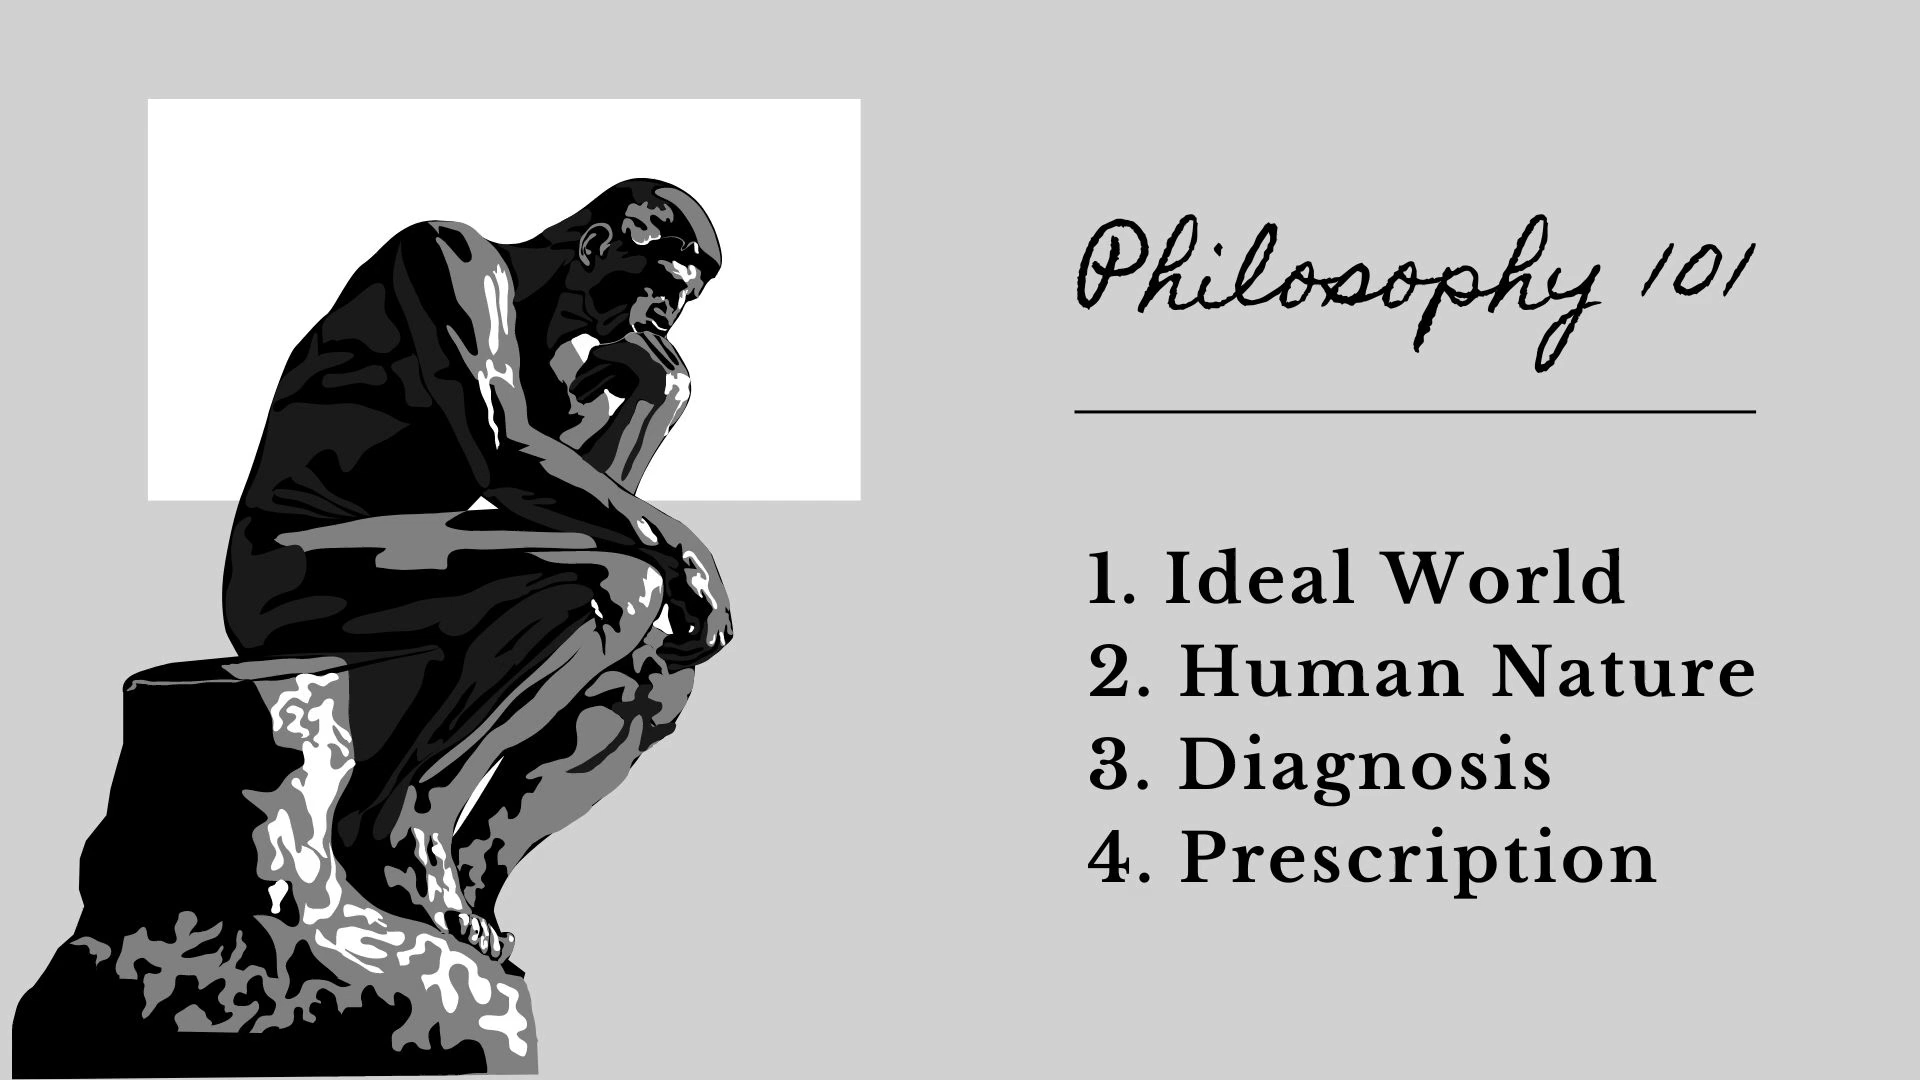 Philosophy 101
1. Ideal World
2. Human Nature
3. Diagnosis
4. Prescription